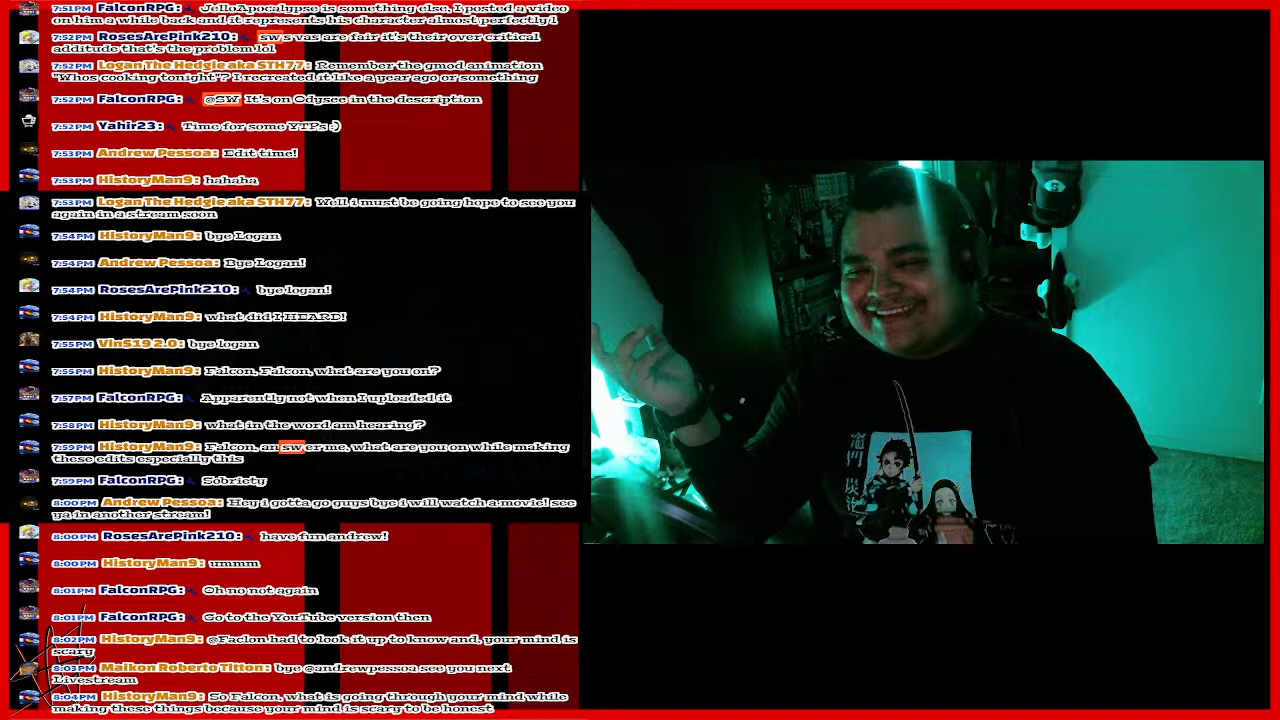 7:51PM FalconRPG: JelloApocalypse is something else, I posted a video
on him a while back and it represents his character almost perfectly 1
7:52PM RosesArePink210: sw s vas are fair it's their over critical
additude that's the problem lol
7:52PM Logan The Hedgie aka STH77: Remember the gmod animation
"Whos cooking tonight"? I recreated it like a year ago or something
7:52PM FalconRPG: @SW It's on Odysee in the description
7:52PM Yahir23: Time for some YTPs :)
7:53PM Andrew Pessoa: Edit time!
7:53PM HistoryMan9: hahaha
7:53PM Logan The Hedgie aka STH77: Well i must be going hope to see you
again in a stream soon
7:54PM HistoryMan9: bye Logan
7:54PM Andrew Pessoa: Bye Logan!
7:54PM RosesArePink210: bye logan!
7:54PM HistoryMan9: what did I HEARD!
7:55PM VinS19 2.0: bye logan
7:55PM HistoryMan9: Falcon, Falcon, what are you on?
7:57PM FalconRPG: Apparently not when I uploaded it
7:58PM HistoryMan9: what in the word am hearing?
7:59PM HistoryMan9: Falcon, an sw er me, what are you on while making
these edits especially this
7:59PM FalconRPG: Sobriety
8:00PM Andrew Pessoa: Hey i gotta go guys bye i will watch a movie! see
ya in another stream!
8:00PM RosesArePink210: have fun andrew!
8:00PM HistoryMan9: ummm
8:01PM FalconRPG: Oh no not again
8:01PM FalconRPG: Go to the YouTube version then
8:02PM HistoryMan9: @Faclon had to look it up to know and, your mind is
scary
8:03PM Maikon Roberto Titton: bye @andrewpessoa see you next
Livestream
8:04PM HistoryMan9: So Falcon, what is going through your mind while
making these things because your mind is scary to be honest